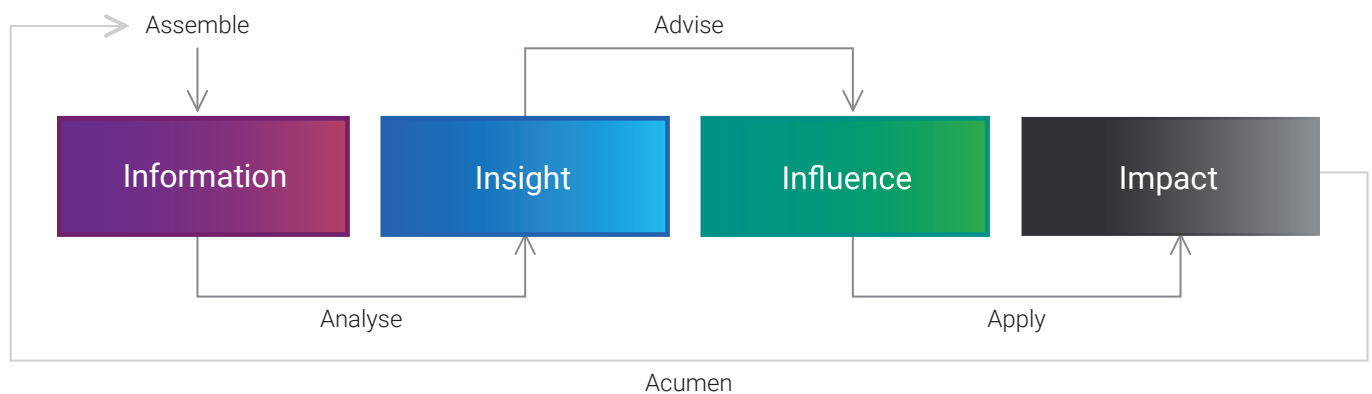 Assemble
Advise
Information
Insight
Influence
Impact
Analyse
Apply
Acumen